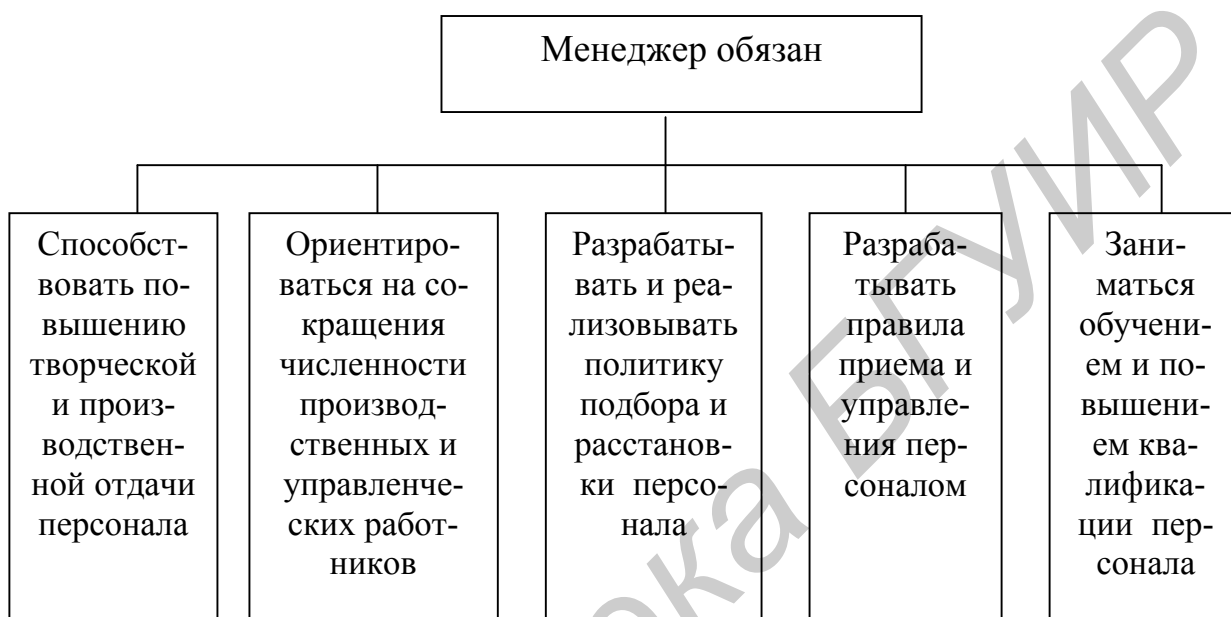 Менеджер обязан
Способст-
вовать по-
вышению
творческой
и произ-
водствен-
ной отдачи
персонала
Ориентиро-
ваться на со-
кращения
численности
производ-
ственных и
управленче-
ских работ-
ников
Разрабаты-
вать и реа-
лизовывать
политику
подбора и
расстанов-
ки персо-
нала
Разраба-
тывать
правила
приема и
управле-
ния пер-
соналом
Зани-
маться
обучени-
ем и по-
вышени-
ем ква-
лифика-
ции пер-
сонала
БГУИР